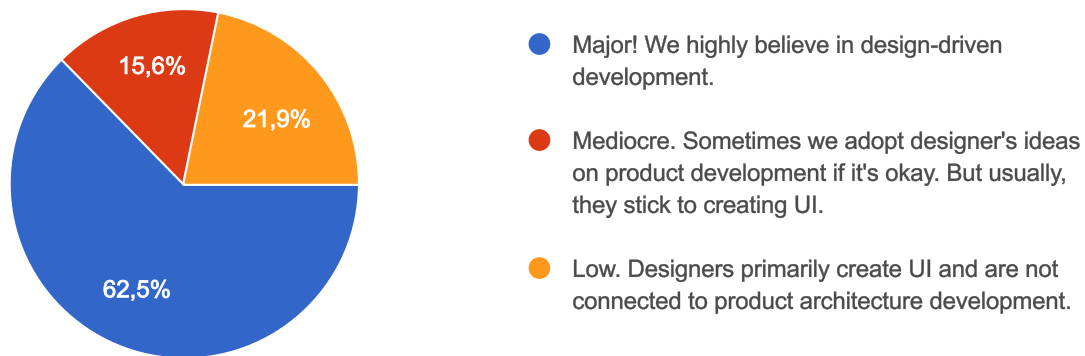 15,6%
21,9%
62,5%
Major! We highly believe in design-driven
development.
Mediocre. Sometimes we adopt designer's ideas
on product development if it's okay. But usually,
they stick to creating UI.
Low. Designers primarily create UI and are not
connected to product architecture development.